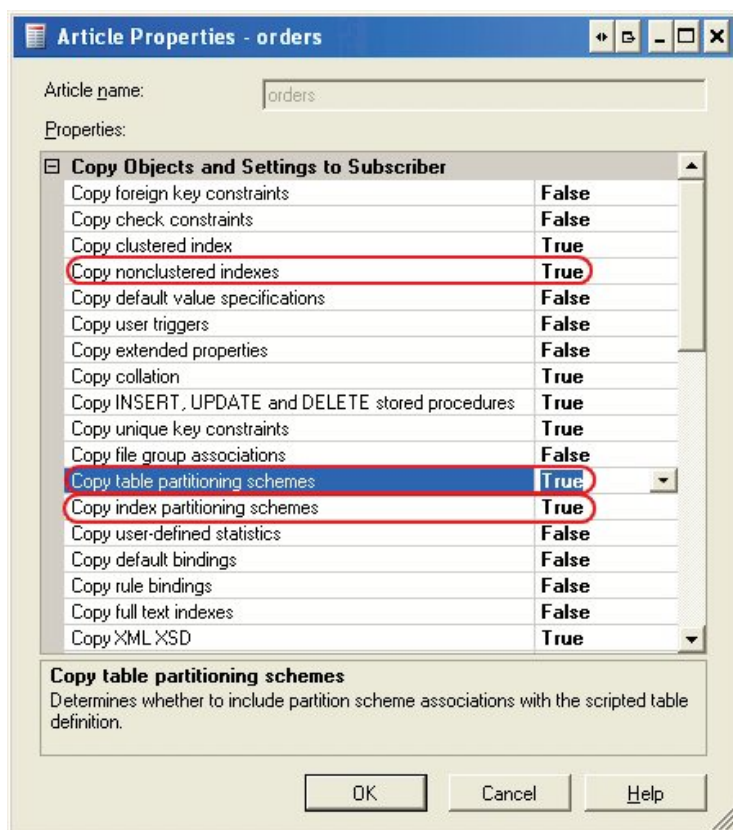 Article Properties - orders
Article name:
orders
Properties:
Copy Objects and Settings to Subscriber
Copy foreign key constraints False
Copy check constraints False
Copy clustered index True
Copy nonclustered indexes True
Copy default value specifications False
Copy user triggers False
Copy extended properties False
Copy collation True
Copy INSERT, UPDATE and DELETE stored procedures True
Copy unique key constraints True
Copy file group associations False
Copy table partitioning schemes True
Copy index partitioning schemes True
Copy user-defined statistics False
Copy default bindings False
Copy rule bindings False
Copy full text indexes False
Copy XML XSD True
Copy table partitioning schemes
Determines whether to include partition scheme associations with the scripted table
definition.
OK Cancel Help